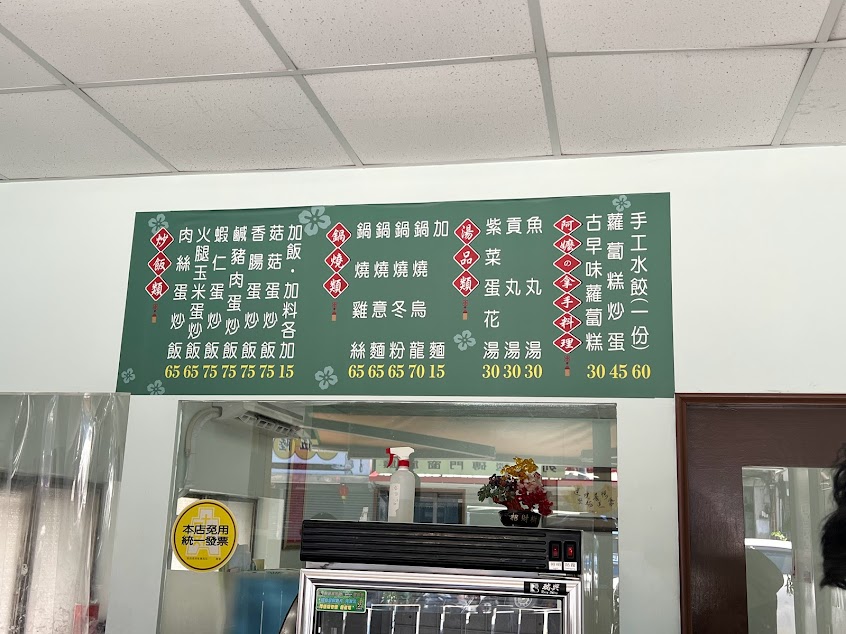 炒飯類
肉絲蛋炒飯 65
火腿玉米蛋炒飯 65
蝦仁蛋炒飯 75
鹹豬肉蛋炒飯 75
香腸蛋炒飯 75
菇菇蛋炒飯 75
加飯・加料各加 15
鍋燒類
鍋燒雞絲 65
鍋燒意麵 65
鍋燒冬粉 65
鍋燒烏龍 70
加麵 15
湯品類
紫菜蛋花湯 30
貢丸湯 30
魚丸湯 30
阿嬤の拿手料理
古早味蘿蔔糕 30
蘿蔔糕炒蛋 45
手工水餃(一份) 60
本店免用
統一發票